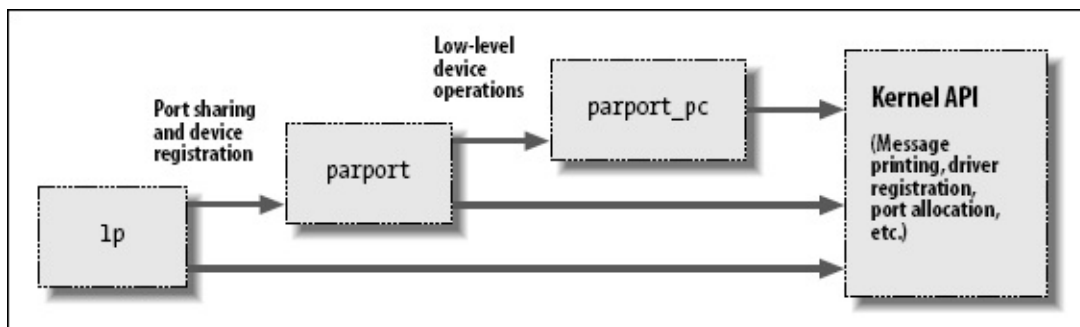 Port sharing
and device
registration
Low-level
device
operations
lp
parport
parport_pc
Kernel API
(Message
printing, driver
registration,
port allocation,
etc.)